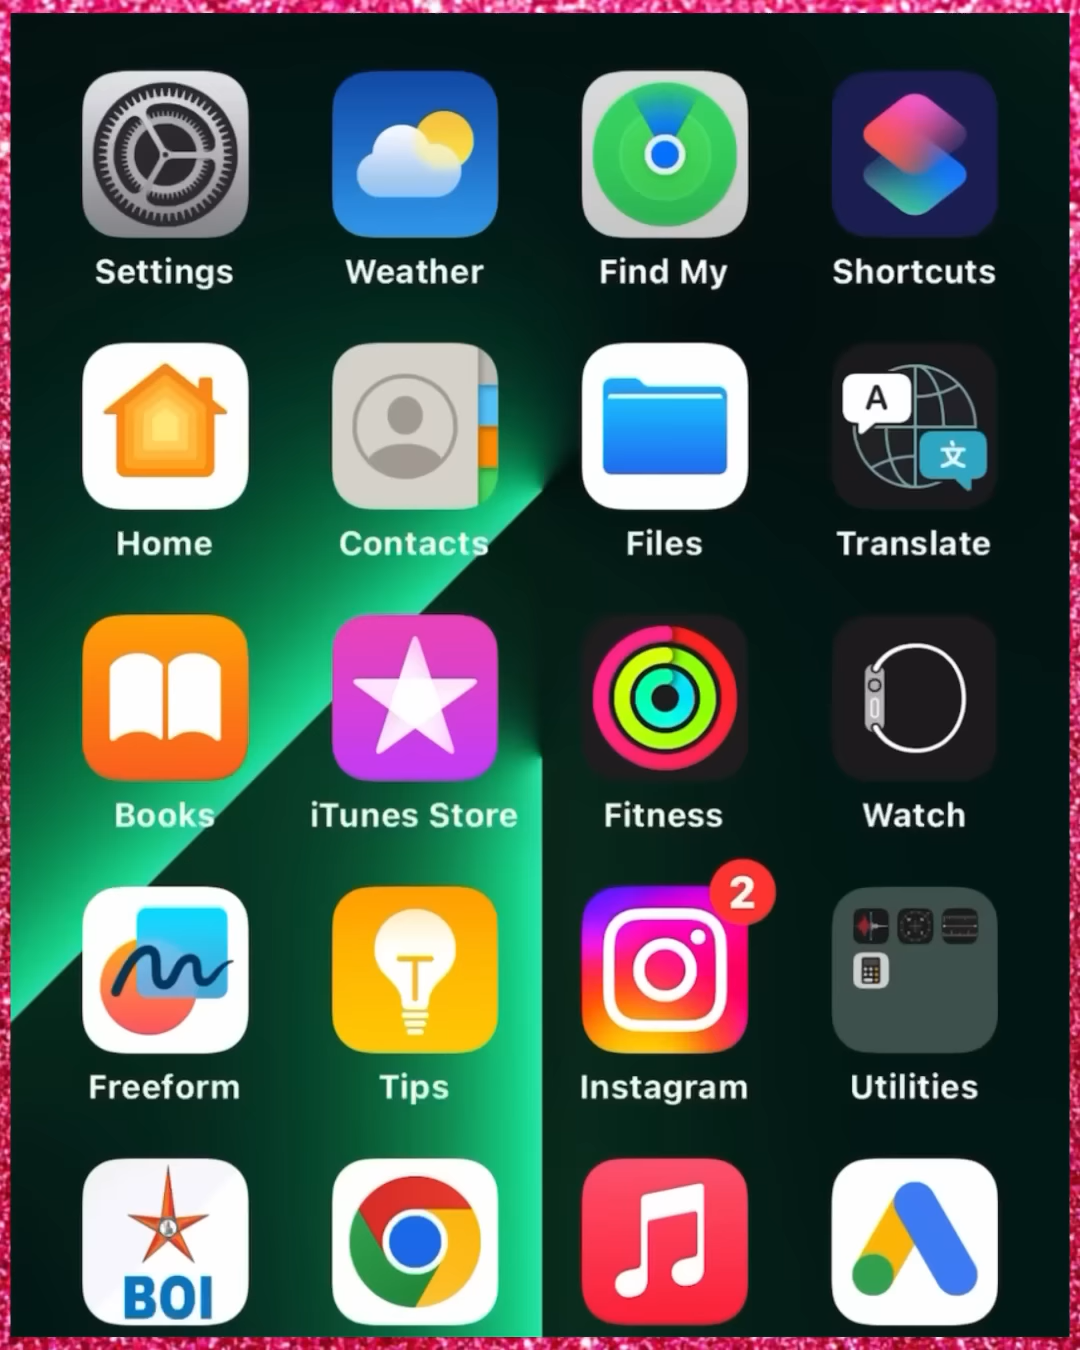 Settings Weather Find My Shortcuts
A 文
Home Contacts Files Translate
Books iTunes Store Fitness Watch
2
Freeform Tips Instagram Utilities
BOI